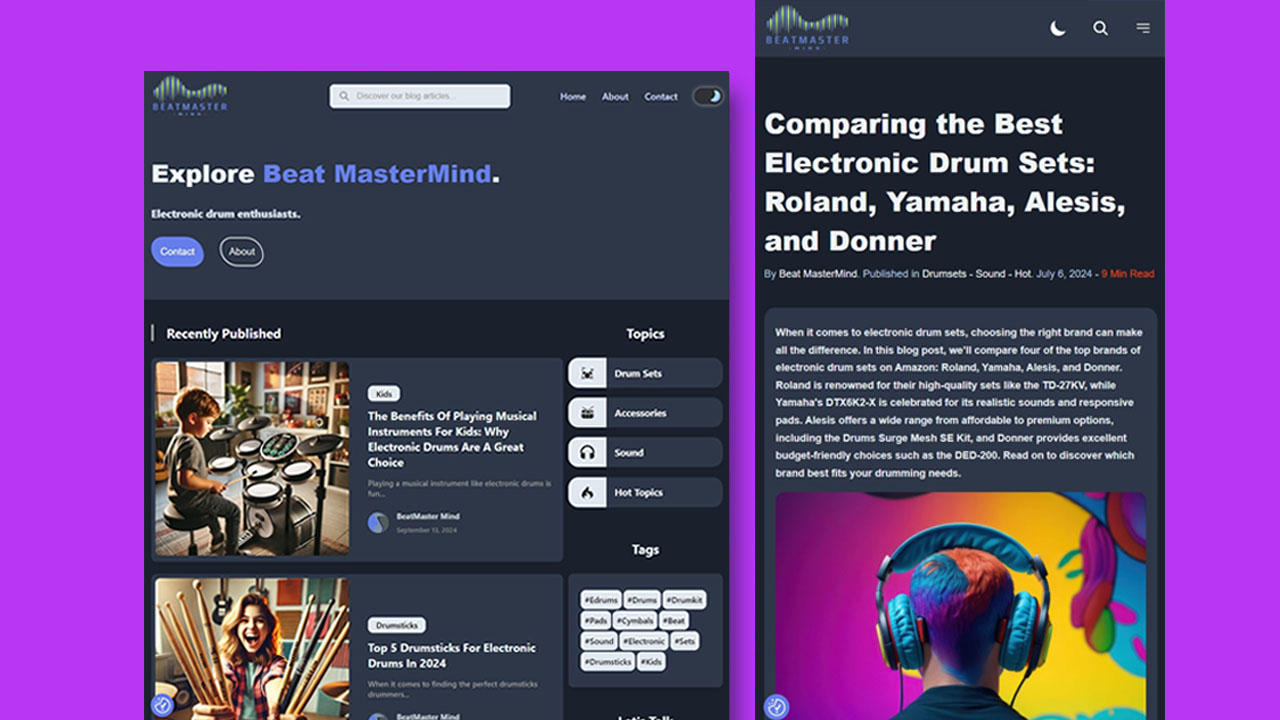 BEATMASTER
MIND
Discover our blog articles...
Home
About
Contact
Explore Beat MasterMind.
Electronic drum enthusiasts.
Contact
About
Recently Published
Kids
The Benefits Of Playing Musical
Instruments For Kids: Why
Electronic Drums Are A Great
Choice
Playing a musical instrument like electronic drums is
fun...
BeatMaster Mind
September 13, 2024
Drumsticks
Top 5 Drumsticks For Electronic
Drums In 2024
When it comes to finding the perfect drumsticks
drummers...
BeatMaster Mind
Topics
Drum Sets
Accessories
Sound
Hot Topics
Tags
#Edrums #Drums #Drumkit
#Pads #Cymbals #Beat
#Sound #Electronic #Sets
#Drumsticks #Kids
Let's Talk
BEATMASTER
MIND
Comparing the Best
Electronic Drum Sets:
Roland, Yamaha, Alesis,
and Donner
By Beat MasterMind. Published in Drumsets - Sound - Hot. July 6, 2024 - 9 Min Read
When it comes to electronic drum sets, choosing the right brand can make
all the difference. In this blog post, we'll compare four of the top brands of
electronic drum sets on Amazon: Roland, Yamaha, Alesis, and Donner.
Roland is renowned for their high-quality sets like the TD-27KV, while
Yamaha's DTX6K2-X is celebrated for its realistic sounds and responsive
pads. Alesis offers a wide range from affordable to premium options,
including the Drums Surge Mesh SE Kit, and Donner provides excellent
budget-friendly choices such as the DED-200. Read on to discover which
brand best fits your drumming needs.